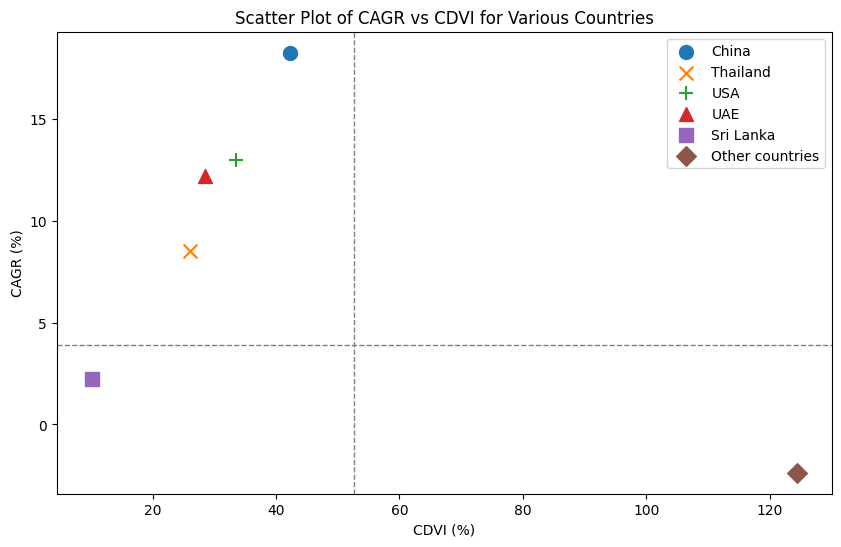 Scatter Plot of CAGR vs CDVI for Various Countries
China
Thailand
USA
UAE
Sri Lanka
Other countries
CAGR (%)
15
10
5
0
20
40
60
80
100
120
CDVI (%)